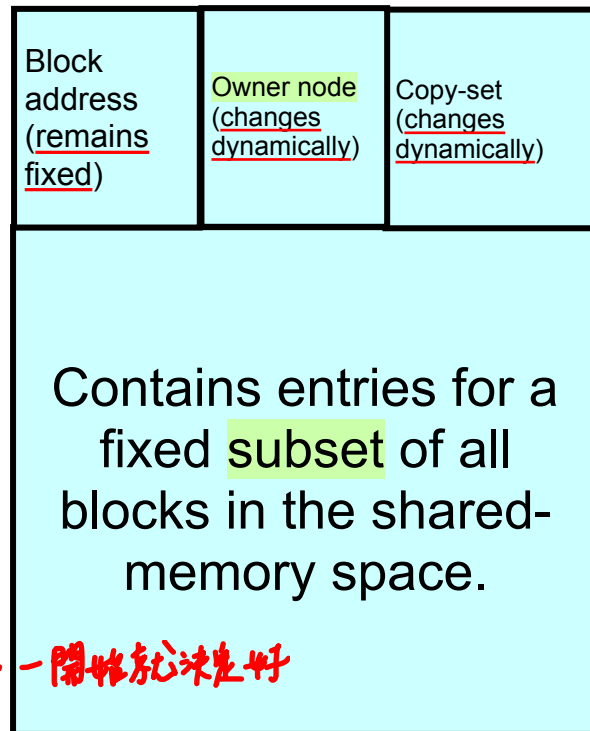 Block
address
(remains
fixed)
Owner node
(changes
dynamically)
Copy-set
(changes
dynamically)
Contains entries for a
fixed subset of all
blocks in the shared-
memory space.
一開始就決定好